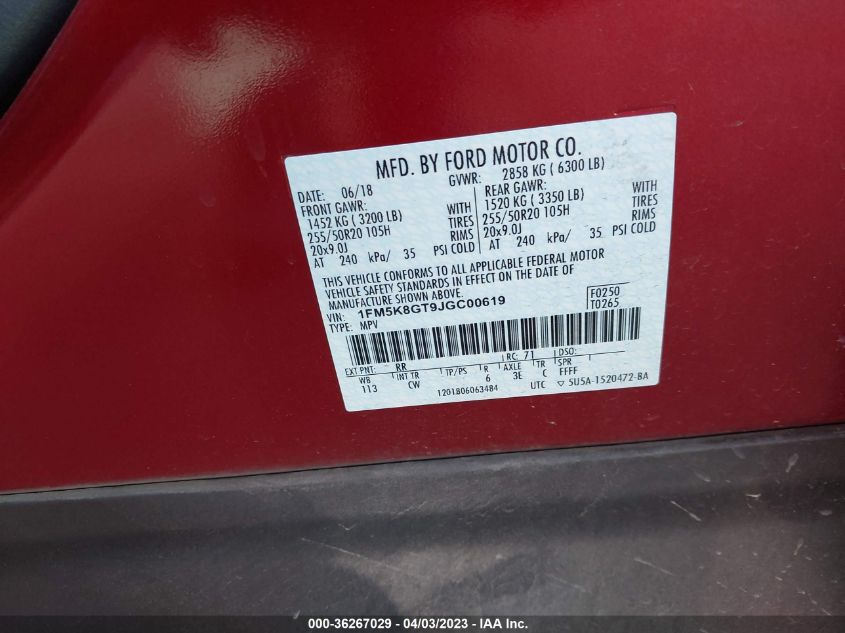 MFD. BY FORD MOTOR CO.
DATE: 06/18 GVWR: 2858 KG ( 6300 LB)
FRONT GAWR: REAR GAWR:
1452 KG ( 3200 LB) WITH 1520 KG ( 3350 LB) WITH
255/50R20 105H TIRES 255/50R20 105H TIRES
20x9.0J RIMS 20x9.0J RIMS
AT 240 kPa/ 35 PSI COLD AT 240 kPa/ 35 PSI COLD
THIS VEHICLE CONFORMS TO ALL APPLICABLE FEDERAL MOTOR
VEHICLE SAFETY STANDARDS IN EFFECT ON THE DATE OF
MANUFACTURE SHOWN ABOVE.
VIN: 1FM5K8GT9JGC00619 F0250
TYPE: MPV T0265
EXT PNT: RR RC: 71 DSO:
WB INT TR TP/PS R AXLE TR SPR
113 CW 6 3E C FFFF
1201806063484 UTC ▽ 5U5A-1520472-BA
000-36267029 - 04/03/2023 - IAAI Inc.